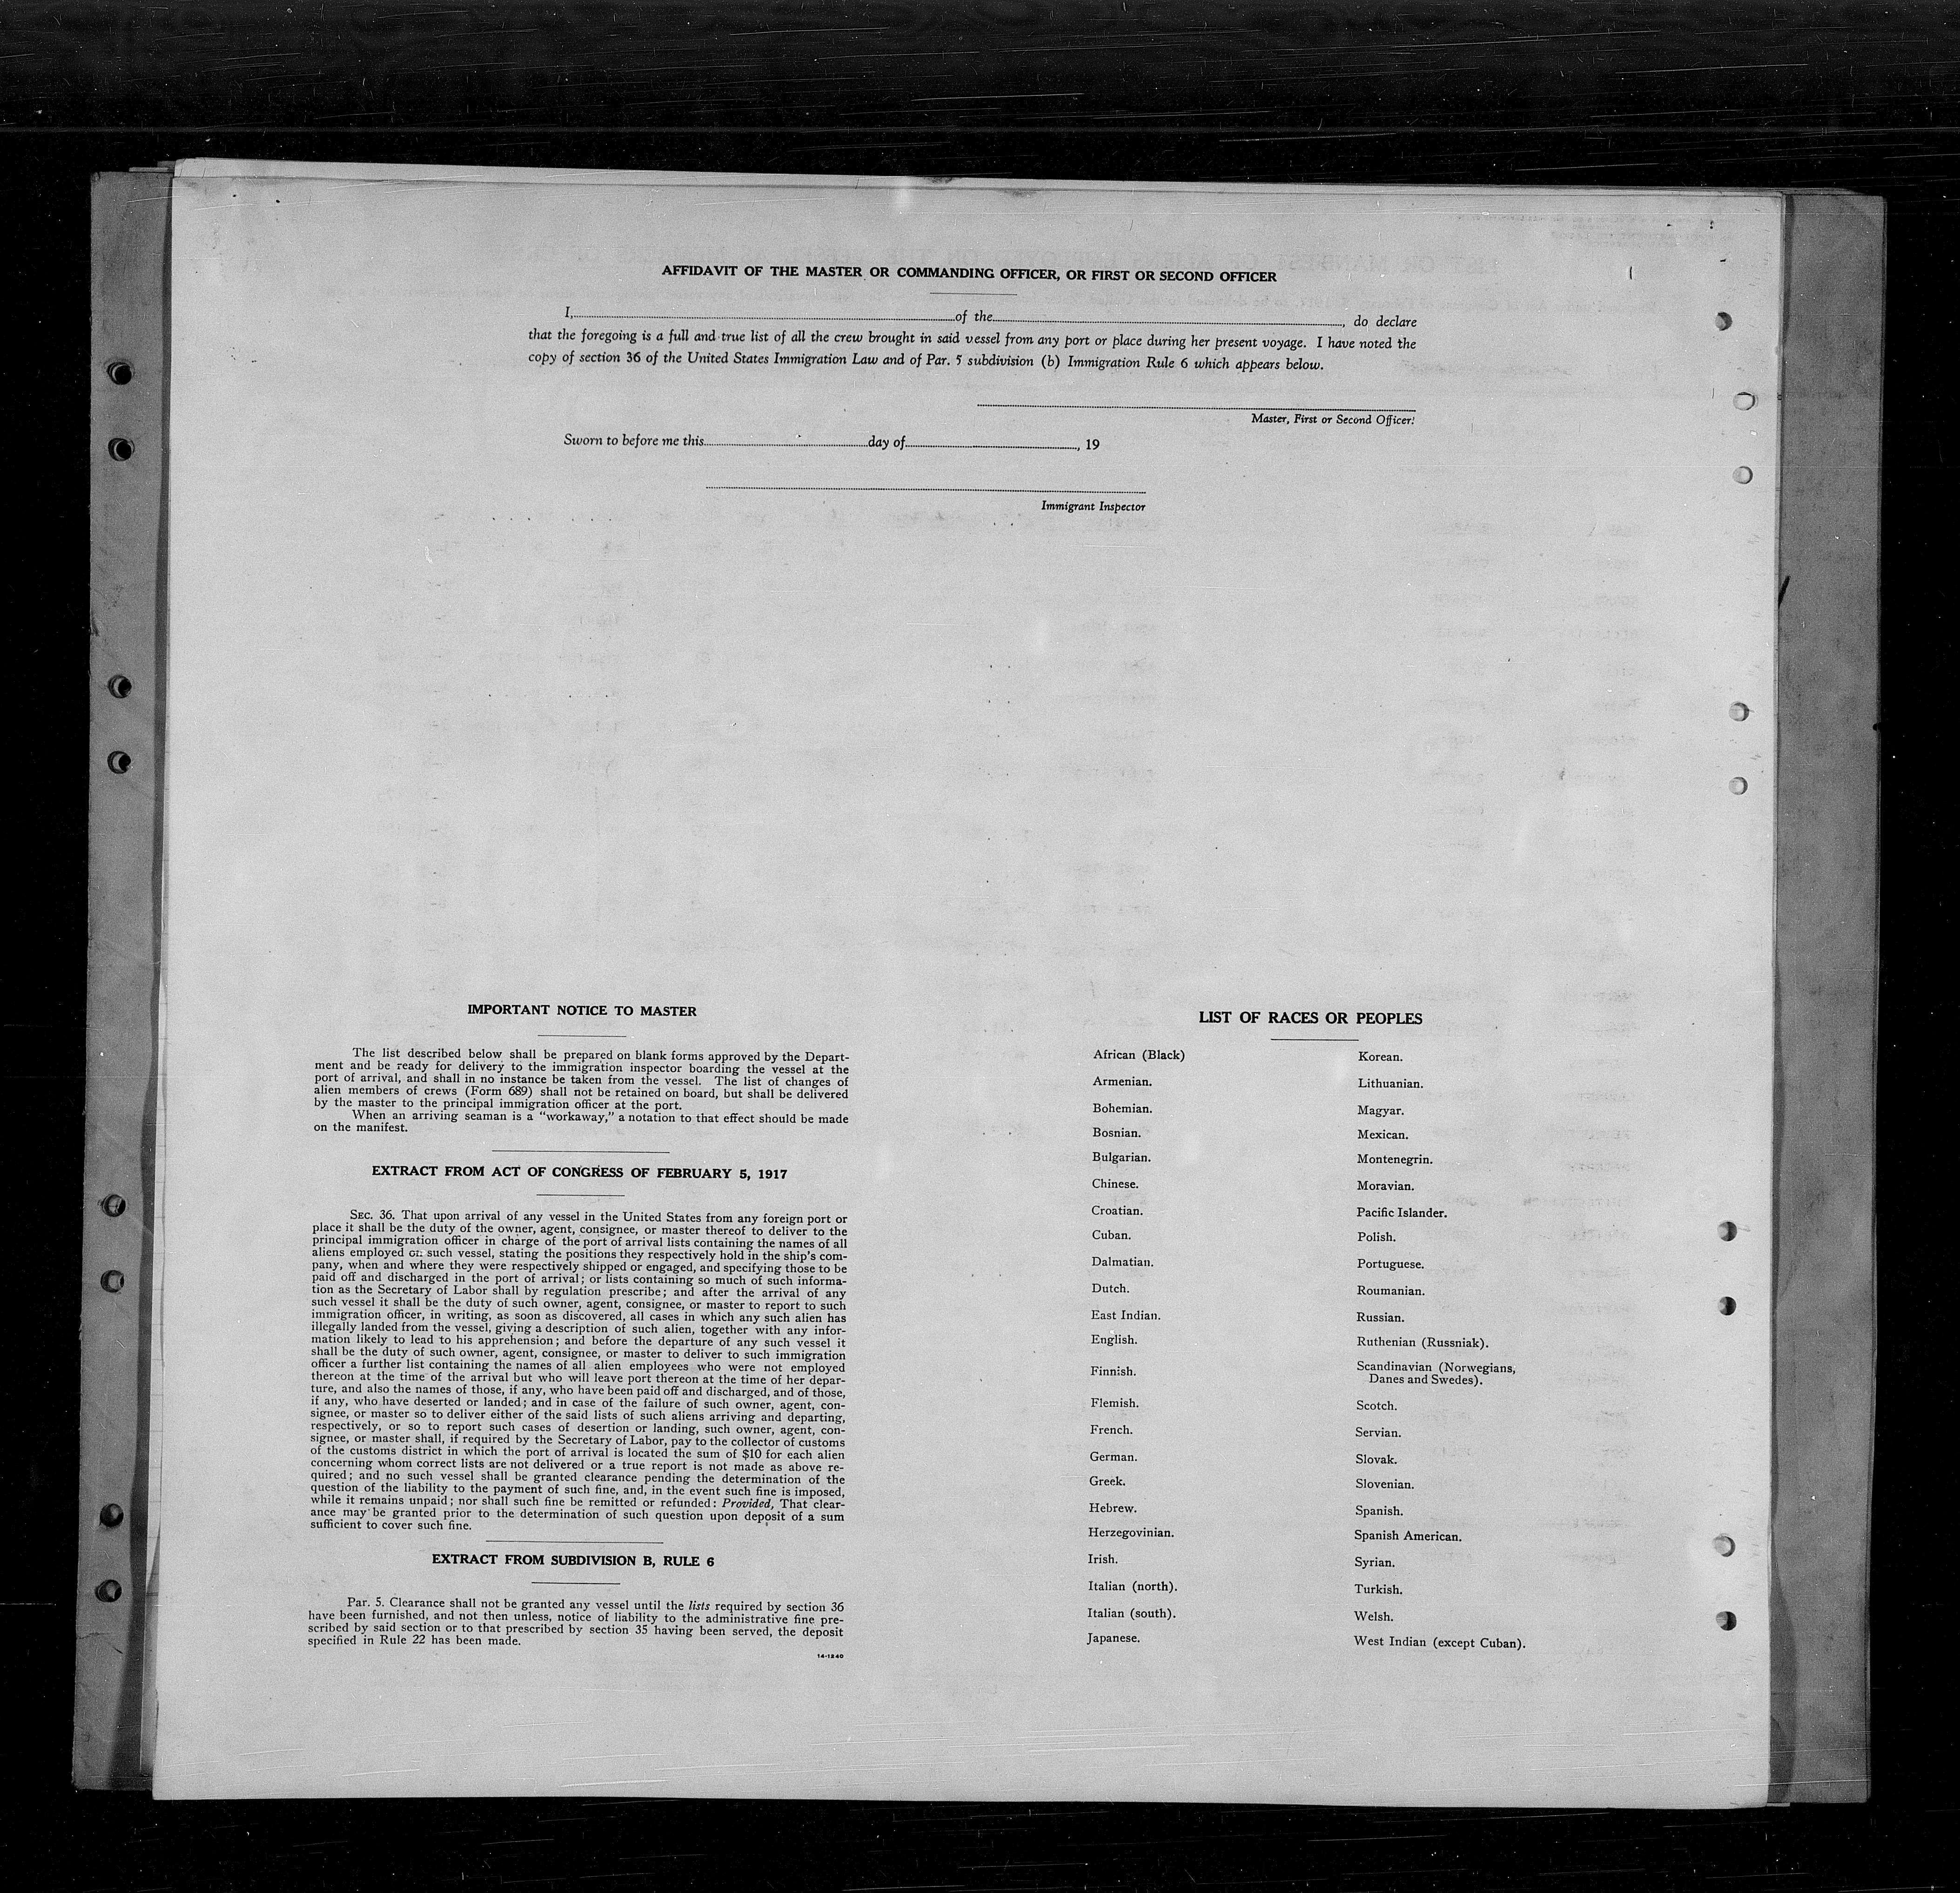 AFFIDAVIT OF THE MASTER OR COMMANDING OFFICER, OR FIRST OR SECOND OFFICER
I, of the , do declare
that the foregoing is a full and true list of all the crew brought in said vessel from any port or place during her present voyage. I have noted the
copy of section 36 of the United States Immigration Law and of Par. 5 subdivision (b) Immigration Rule 6 which appears below.
Master, First or Second Officer.
Sworn to before me this day of , 19
Immigrant Inspector
IMPORTANT NOTICE TO MASTER
The list described below shall be prepared on blank forms approved by the Depart-
ment and be ready for delivery to the immigration inspector boarding the vessel at the
port of arrival, and shall in no instance be taken from the vessel. The list of changes of
alien members of crews (Form 689) shall not be retained on board, but shall be delivered
by the master to the principal immigration officer at the port.
When an arriving seaman is a "workaway," a notation to that effect should be made
on the manifest.
EXTRACT FROM ACT OF CONGRESS OF FEBRUARY 5, 1917
SEC. 36. That upon arrival of any vessel in the United States from any foreign port or
place it shall be the duty of the owner, agent, consignee, or master thereof to deliver to the
principal immigration officer in charge of the port of arrival lists containing the names of all
aliens employed on such vessel, stating the positions they respectively hold in the ship's com-
pany, when and where they were respectively shipped or engaged, and specifying those to be
paid off and discharged in the port of arrival; or lists containing so much of such informa-
tion as the Secretary of Labor shall by regulation prescribe; and after the arrival of any
such vessel it shall be the duty of such owner, agent, consignee, or master to report to such
immigration officer, in writing, as soon as discovered, all cases in which any such alien has
illegally landed from the vessel, giving a description of such alien, together with any infor-
mation likely to lead to his apprehension; and before the departure of any such vessel it
shall be the duty of such owner, agent, consignee, or master to deliver to such immigration
officer a further list containing the names of all alien employees who were not employed
thereon at the time of the arrival but who will leave port thereon at the time of her depar-
ture, and also the names of those, if any, who have been paid off and discharged, and of those,
if any, who have deserted or landed; and in case of the failure of such owner, agent, con-
signee, or master so to deliver either of the said lists of such aliens arriving and departing,
respectively, or so to report such cases of desertion or landing, such owner, agent, con-
signee, or master shall, if required by the Secretary of Labor, pay to the collector of customs
of the customs district in which the port of arrival is located the sum of $10 for each alien
concerning whom correct lists are not delivered or a true report is not made as above re-
quired; and no such vessel shall be granted clearance pending the determination of the
question of the liability to the payment of such fine, and, in the event such fine is imposed,
while it remains unpaid; nor shall such fine be remitted or refunded: Provided, That clear-
ance may be granted prior to the determination of such question upon deposit of a sum
sufficient to cover such fine.
EXTRACT FROM SUBDIVISION B, RULE 6
Par. 5. Clearance shall not be granted any vessel until the lists required by section 36
have been furnished, and not then unless, notice of liability to the administrative fine pre-
scribed by said section or to that prescribed by section 35 having been served, the deposit
specified in Rule 22 has been made.
14-1240
LIST OF RACES OR PEOPLES
African (Black)
Armenian.
Bohemian.
Bosnian.
Bulgarian.
Chinese.
Croatian.
Cuban.
Dalmatian.
Dutch.
East Indian.
English.
Finnish.
Flemish.
French.
German.
Greek.
Hebrew.
Herzegovinian.
Irish.
Italian (north).
Italian (south).
Japanese.
Korean.
Lithuanian.
Magyar.
Mexican.
Montenegrin.
Moravian.
Pacific Islander.
Polish.
Portuguese.
Roumanian.
Russian.
Ruthenian (Russniak).
Scandinavian (Norwegians,
Danes and Swedes).
Scotch.
Servian.
Slovak.
Slovenian.
Spanish.
Spanish American.
Syrian.
Turkish.
Welsh.
West Indian (except Cuban).